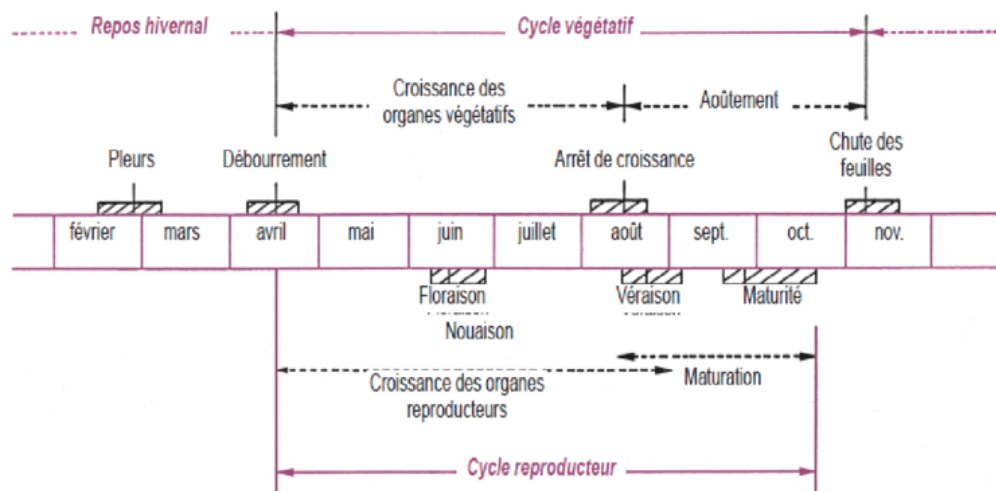 Repos hivernal
Cycle végétatif
Croissance des
organes végétatifs
Aoûtement
Pleurs
Débourrement
Arrêt de croissance
Chute des
feuilles
février mars avril mai juin juillet août sept. oct. nov.
Floraison
Véraison
Maturité
Nouaison
Maturation
Croissance des organes
reproducteurs
Cycle reproducteur